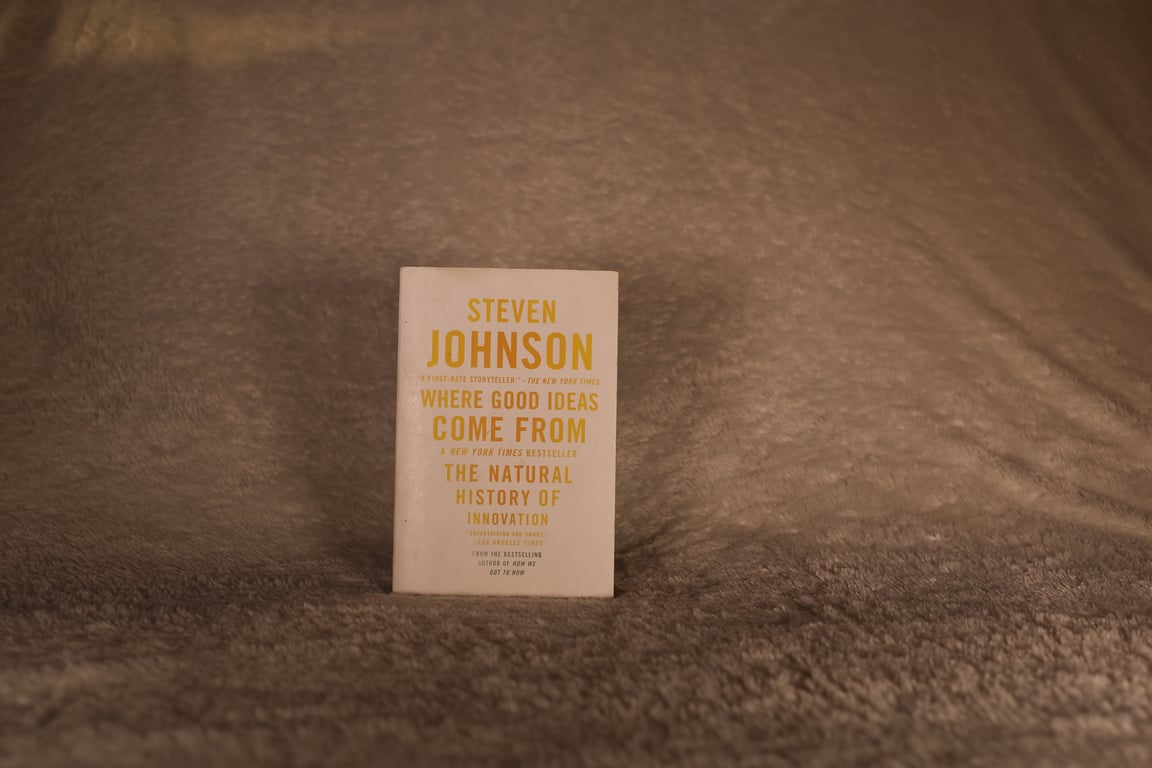 STEVEN
JOHNSON
"A FIRST-RATE STORYTELLER." —THE NEW YORK TIMES
WHERE GOOD IDEAS
COME FROM
A NEW YORK TIMES BESTSELLER
THE NATURAL
HISTORY OF
INNOVATION
"ENTERTAINING AND SMART."
—LOS ANGELES TIMES
FROM THE BESTSELLING
AUTHOR OF HOW WE
GOT TO NOW